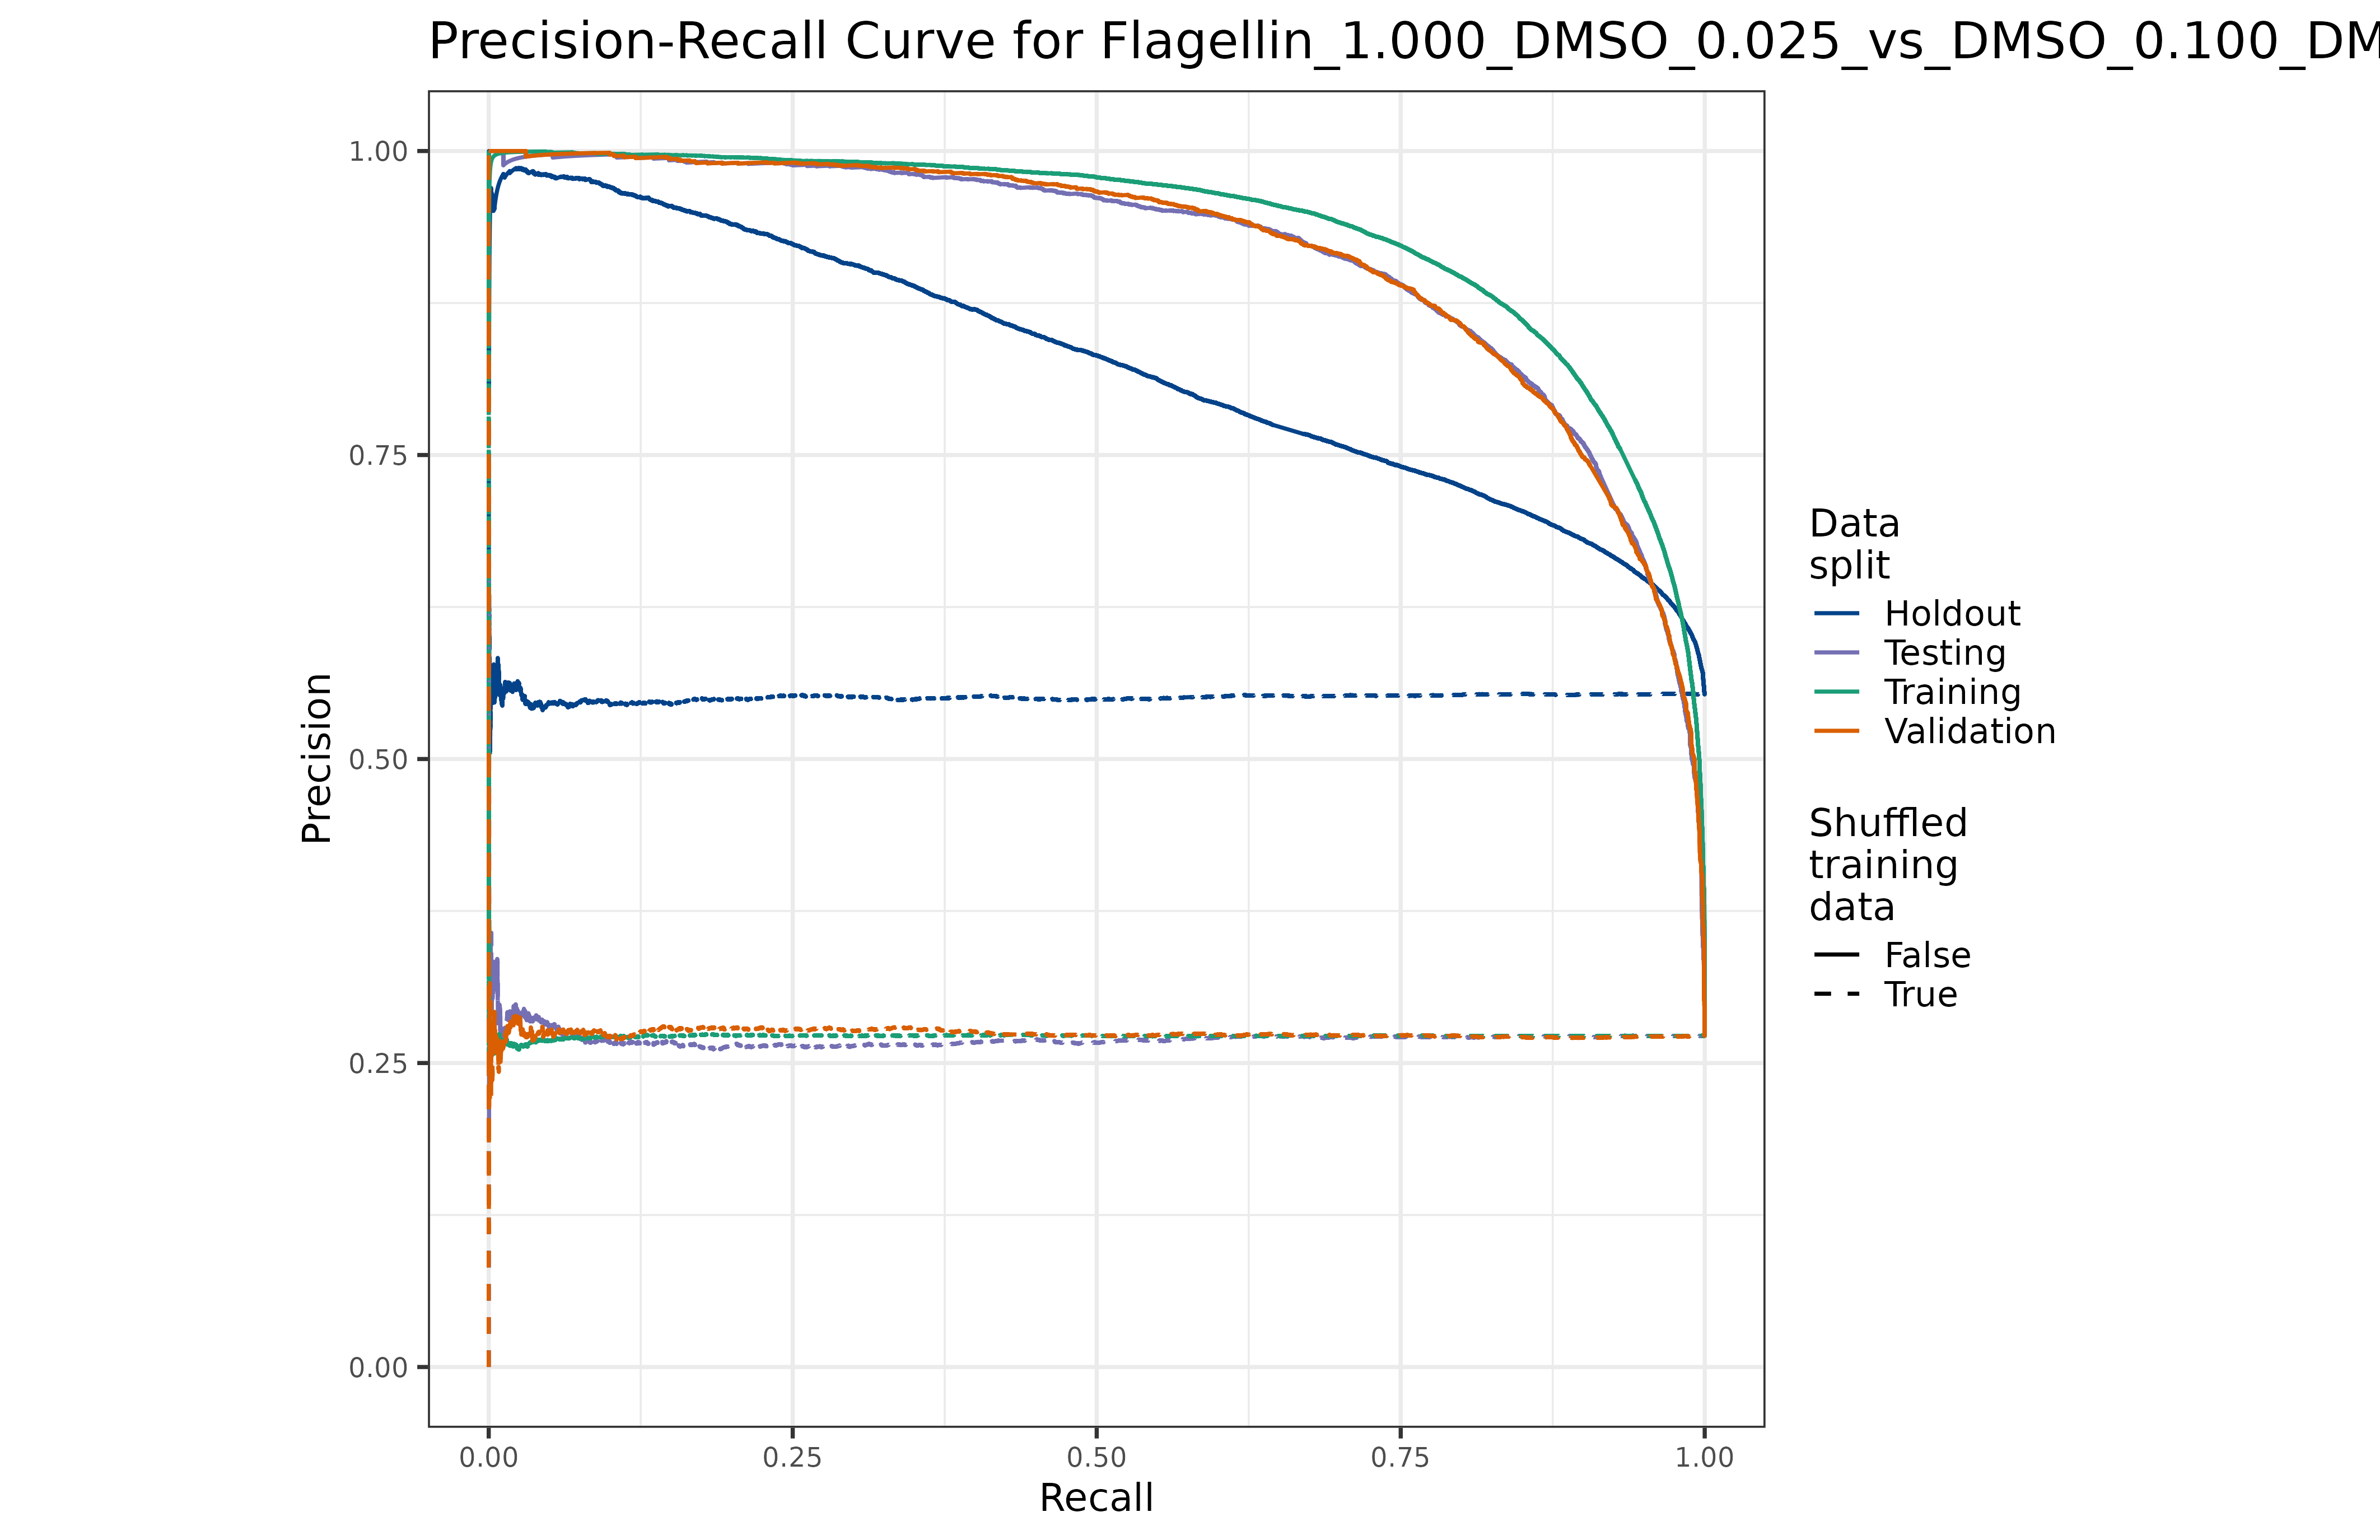 Precision-Recall Curve for Flagellin_1.000_DMSO_0.025_vs_DMSO_0.100_DM
1.00
0.75
0.50
0.25
0.00
Precision
0.00 0.25 0.50 0.75 1.00
Recall
Data
split
Holdout
Testing
Training
Validation
Shuffled
training
data
False
True